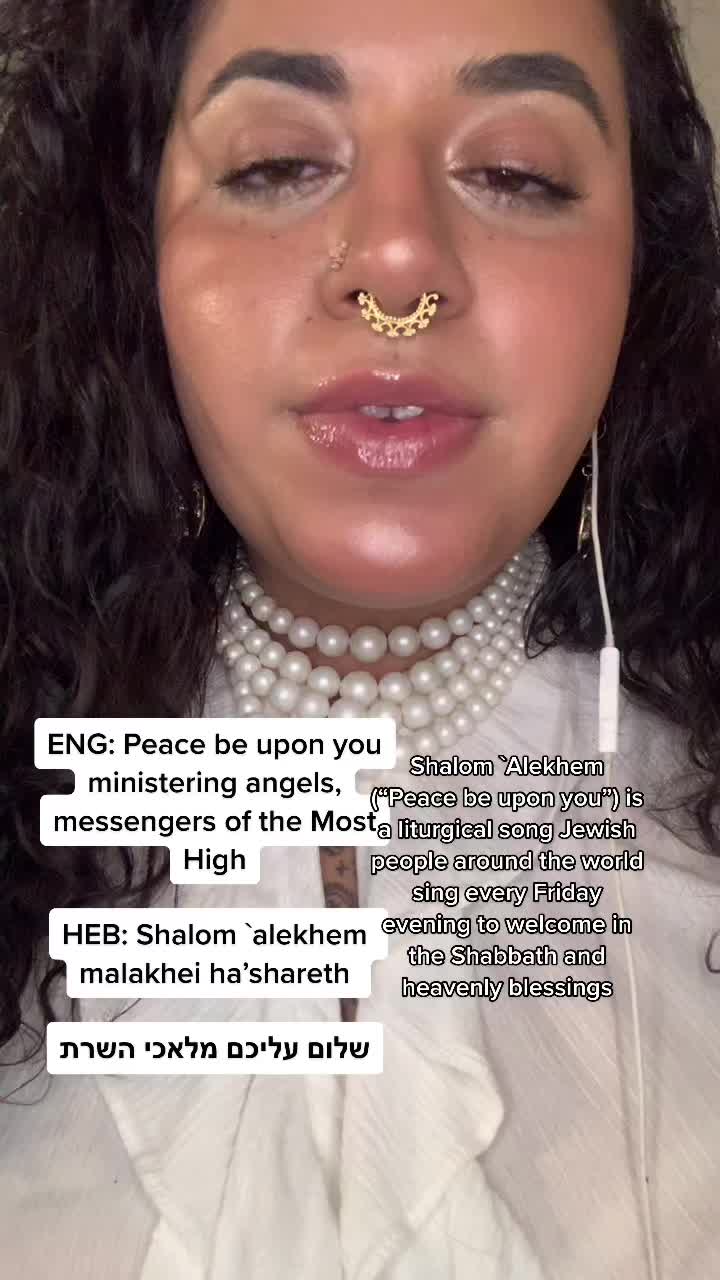 ENG: Peace be upon you
ministering angels,
messengers of the Most
High
HEB: Shalom `alekhem
malakhei ha’shareth
שלום עליכם מלאכי השרת
Shalom `Alekhem
(“Peace be upon you”) is
a liturgical song Jewish
people around the world
sing every Friday
evening to welcome in
the Shabbath and
heavenly blessings